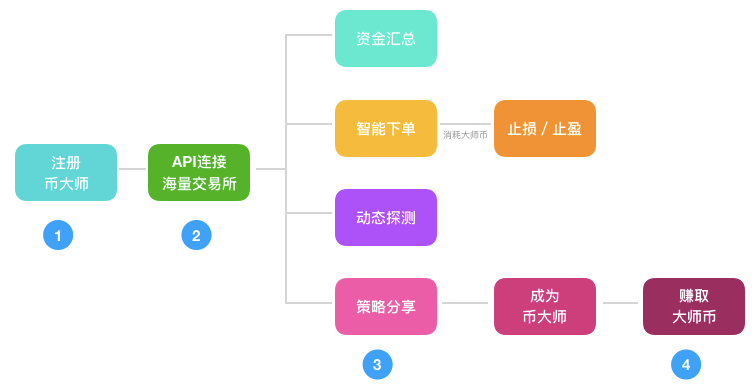 资金汇总
智能下单
消耗大师币
止损 / 止盈
注册
币大师
API连接
海量交易所
动态探测
1
2
策略分享
成为
币大师
赚取
大师币
3
4